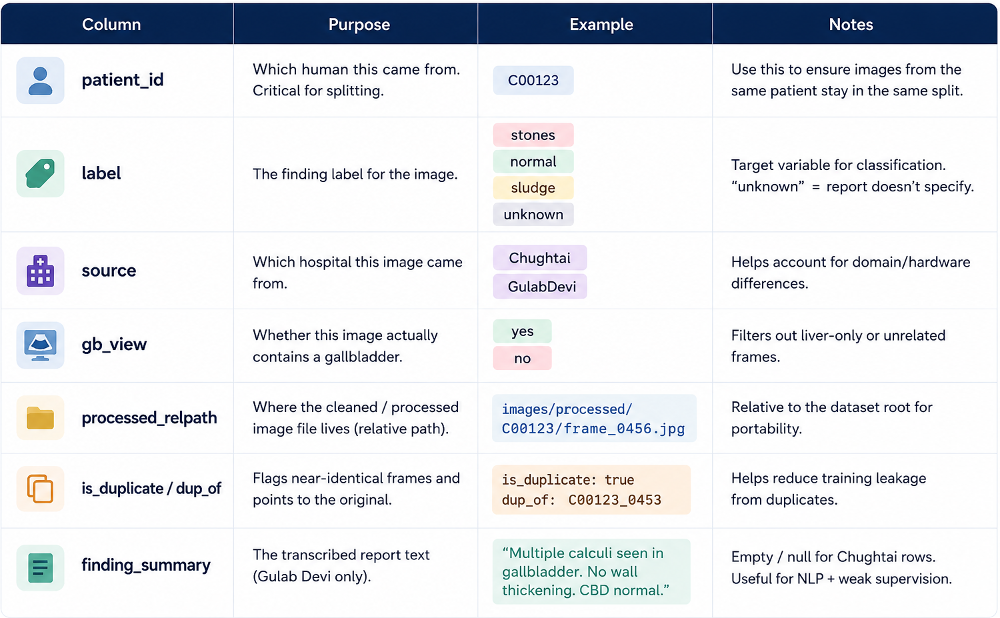 Column Purpose Example Notes
patient_id
Which human this came from.
Critical for splitting.
C00123
Use this to ensure images from the
same patient stay in the same split.
label
The finding label for the image.
stones
normal
sludge
unknown
Target variable for classification.
“unknown” = report doesn’t specify.
source
Which hospital this image came
from.
Chughtai
GulabDevi
Helps account for domain/hardware
differences.
gb_view
Whether this image actually
contains a gallbladder.
yes
no
Filters out liver-only or unrelated
frames.
processed_relpath
Where the cleaned / processed
image file lives (relative path).
images/processed/
C00123/frame_0456.jpg
Relative to the dataset root for
portability.
is_duplicate / dup_of
Flags near-identical frames and
points to the original.
is_duplicate: true
dup_of: C00123_0453
Helps reduce training leakage
from duplicates.
finding_summary
The transcribed report text
(Gulab Devi only).
“Multiple calculi seen in
gallbladder. No wall
thickening. CBD normal.”
Empty / null for Chughtai rows.
Useful for NLP + weak supervision.